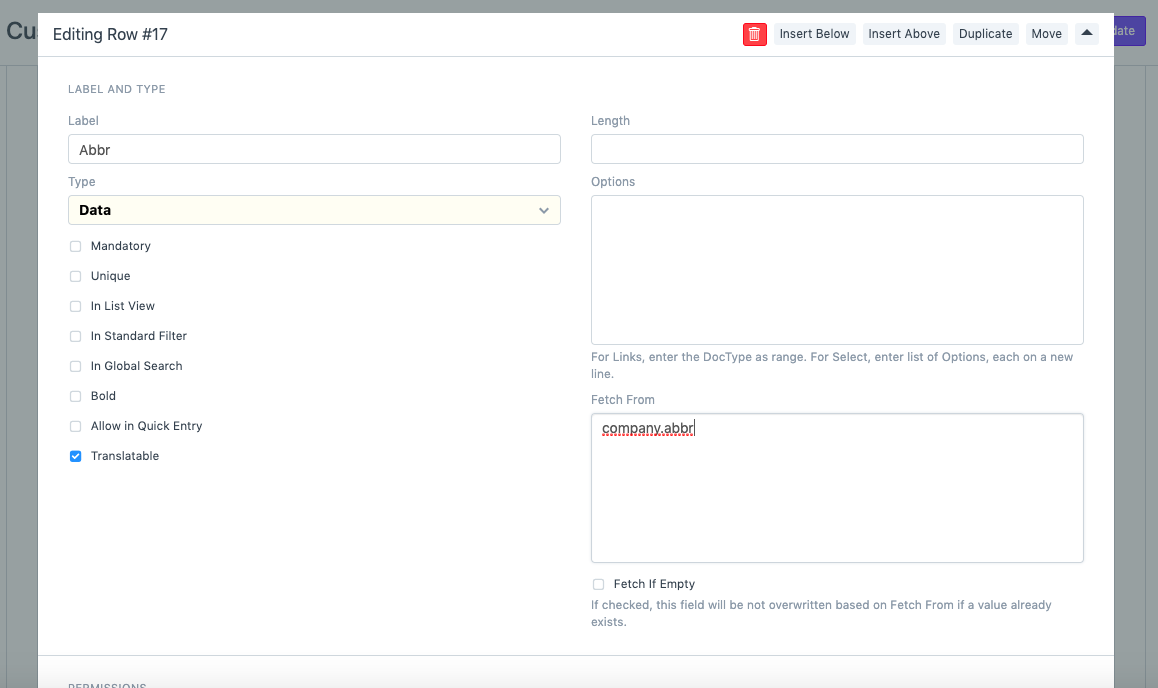 Editing Row #17
Insert Below
Insert Above
Duplicate
Move
LABEL AND TYPE
Label
Abbr
Type
Data
Mandatory
Unique
In List View
In Standard Filter
In Global Search
Bold
Allow in Quick Entry
Translatable
Length
Options
For Links, enter the DocType as range. For Select, enter list of Options, each on a new
line.
Fetch From
company.abbr
Fetch If Empty
If checked, this field will be not overwritten based on Fetch From if a value already
exists.